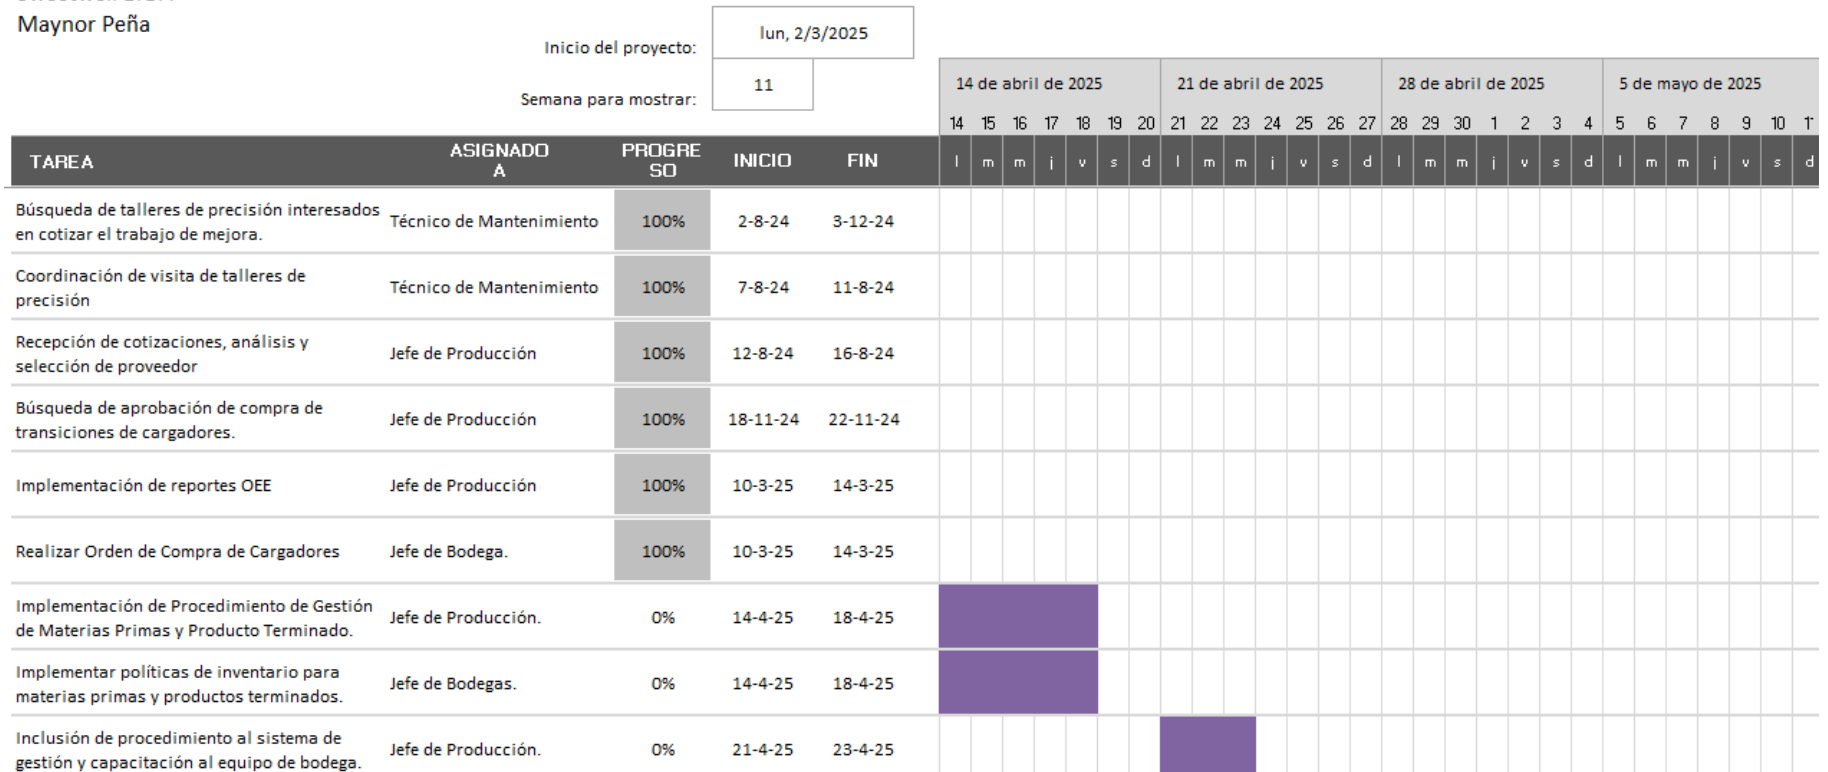 Maynor Peña
Inicio del proyecto: lun, 2/3/2025
Semana para mostrar: 11
14 de abril de 2025 21 de abril de 2025 28 de abril de 2025 5 de mayo de 2025
14 15 16 17 18 19 20 21 22 23 24 25 26 27 28 29 30 1 2 3 4 5 6 7 8 9 10
TAREA ASIGNADO A PROGRESO INICIO FIN l m m j v s d l m m j v s d l m m j v s d l m m j v s d
Búsqueda de talleres de precisión interesados
en cotizar el trabajo de mejora. Técnico de Mantenimiento 100% 2-8-24 3-12-24
Coordinación de visita de talleres de
precisión Técnico de Mantenimiento 100% 7-8-24 11-8-24
Recepción de cotizaciones, análisis y
selección de proveedor Jefe de Producción 100% 12-8-24 16-8-24
Búsqueda de aprobación de compra de
transiciones de cargadores. Jefe de Producción 100% 18-11-24 22-11-24
Implementación de reportes OEE Jefe de Producción 100% 10-3-25 14-3-25
Realizar Orden de Compra de Cargadores Jefe de Bodega. 100% 10-3-25 14-3-25
Implementación de Procedimiento de Gestión
de Materias Primas y Producto Terminado. Jefe de Producción. 0% 14-4-25 18-4-25
Implementar políticas de inventario para
materias primas y productos terminados. Jefe de Bodegas. 0% 14-4-25 18-4-25
Inclusión de procedimiento al sistema de
gestión y capacitación al equipo de bodega. Jefe de Producción. 0% 21-4-25 23-4-25